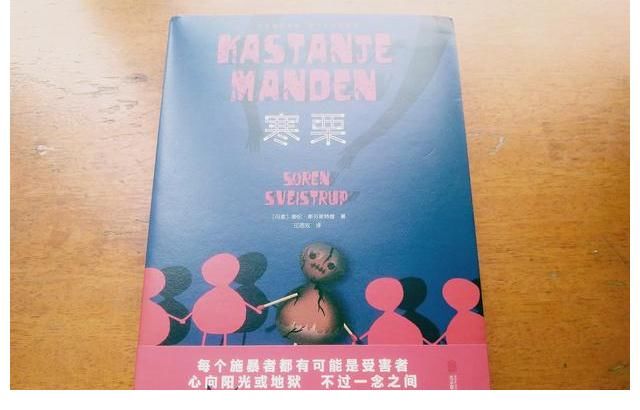 KASTANJE
MANDEN
寒栗
SØREN
SVEISTRUP
每个施暴者都有可能是受害者
心向阳光或地狱 不过一念之间